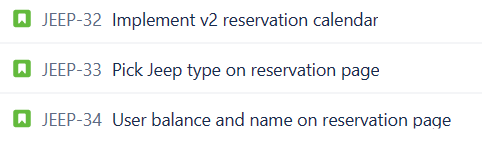 JEEP-32 Implement v2 reservation calendar
JEEP-33 Pick Jeep type on reservation page
JEEP-34 User balance and name on reservation page